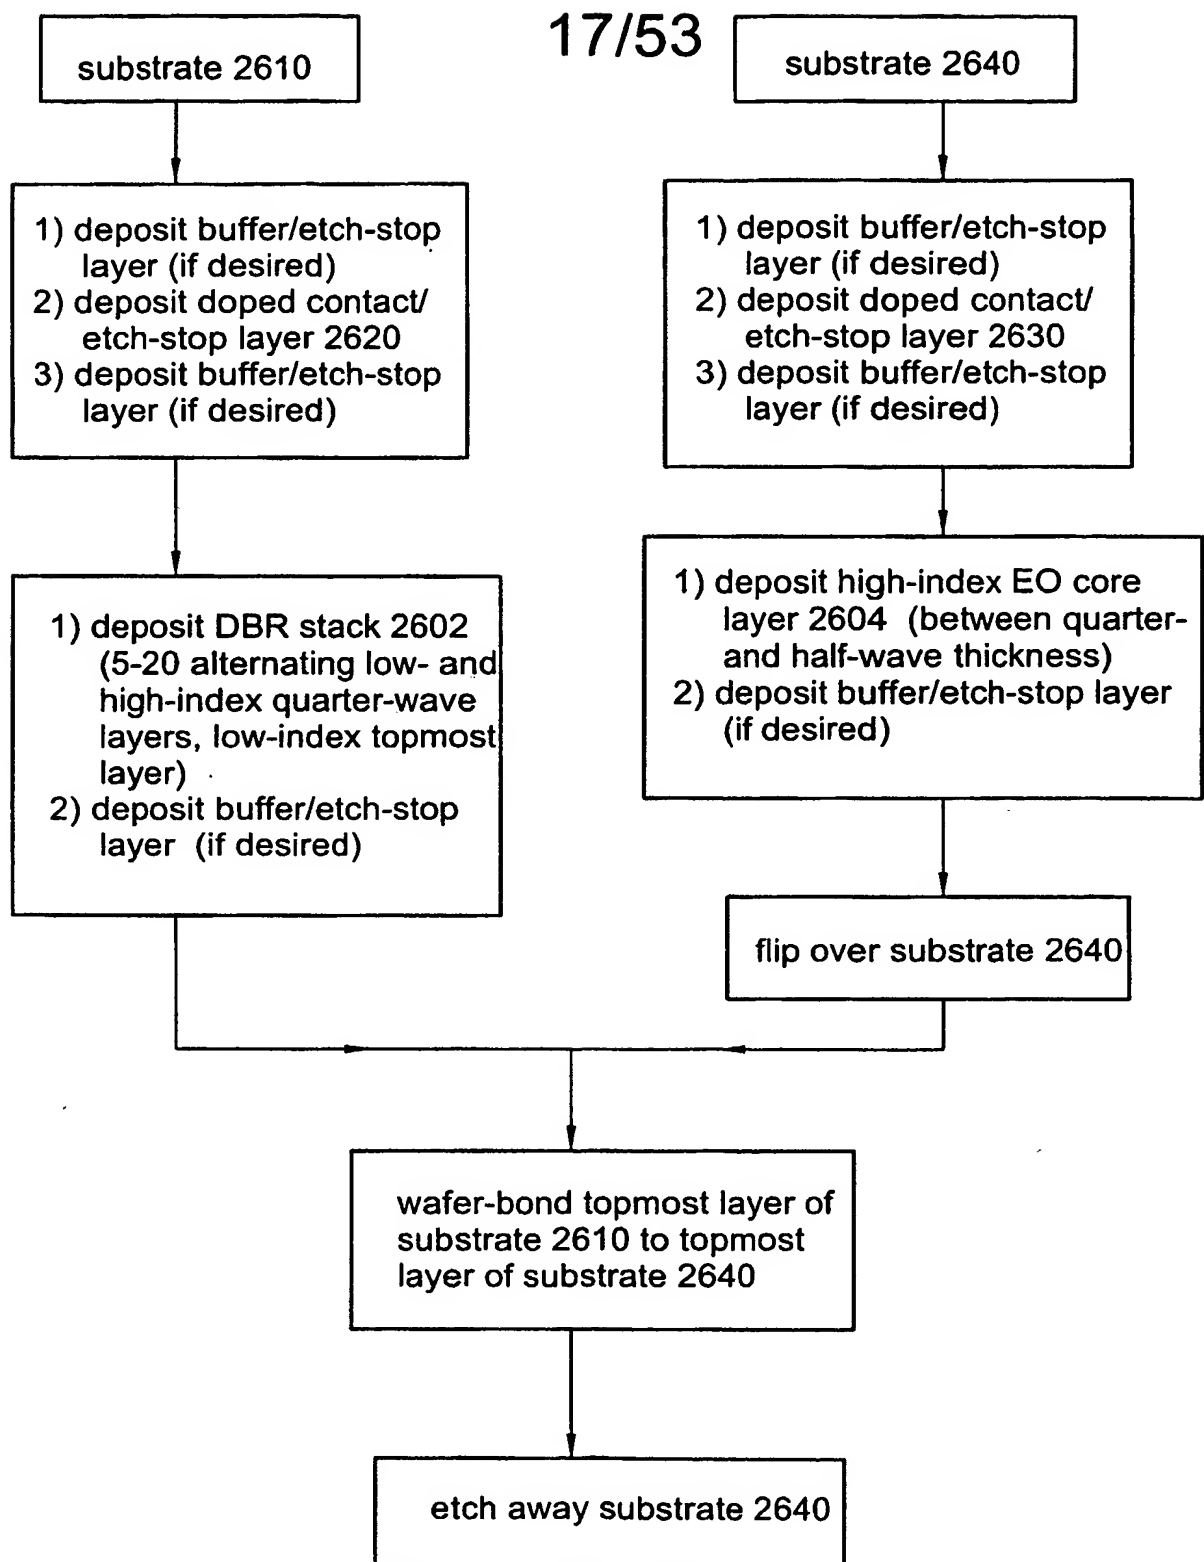 17/53
substrate 2610
1) deposit buffer/etch-stop
layer (if desired)
2) deposit doped contact/
etch-stop layer 2620
3) deposit buffer/etch-stop
layer (if desired)
1) deposit DBR stack 2602
(5-20 alternating low- and
high-index quarter-wave
layers, low-index topmost
layer)
2) deposit buffer/etch-stop
layer (if desired)
substrate 2640
1) deposit buffer/etch-stop
layer (if desired)
2) deposit doped contact/
etch-stop layer 2630
3) deposit buffer/etch-stop
layer (if desired)
1) deposit high-index EO core
layer 2604 (between quarter-
and half-wave thickness)
2) deposit buffer/etch-stop layer
(if desired)
flip over substrate 2640
wafer-bond topmost layer of
substrate 2610 to topmost
layer of substrate 2640
etch away substrate 2640